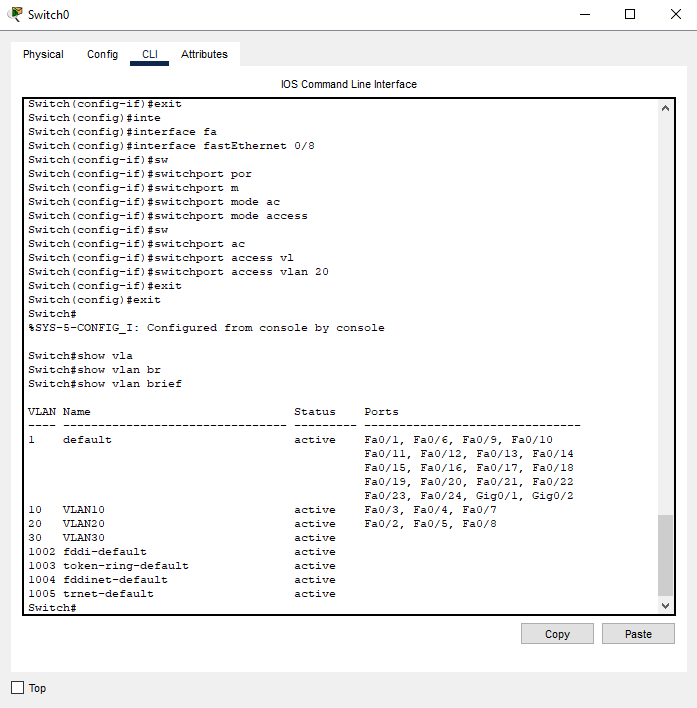 Switch0
Physical Config CLI Attributes
IOS Command Line Interface
Switch(config-if)#exit
Switch(config)#inte
Switch(config)#interface fa
Switch(config)#interface fastEthernet 0/8
Switch(config-if)#sw
Switch(config-if)#switchport por
Switch(config-if)#switchport m
Switch(config-if)#switchport mode ac
Switch(config-if)#switchport mode access
Switch(config-if)#sw
Switch(config-if)#switchport ac
Switch(config-if)#switchport access vl
Switch(config-if)#switchport access vlan 20
Switch(config-if)#exit
Switch(config)#exit
Switch#
%SYS-5-CONFIG_I: Configured from console by console
Switch#show vla
Switch#show vlan br
Switch#show vlan brief
VLAN Name                             Status    Ports
---- -------------------------------- --------- -------------------------------
1    default                          active    Fa0/1, Fa0/6, Fa0/9, Fa0/10
                                                Fa0/11, Fa0/12, Fa0/13, Fa0/14
                                                Fa0/15, Fa0/16, Fa0/17, Fa0/18
                                                Fa0/19, Fa0/20, Fa0/21, Fa0/22
                                                Fa0/23, Fa0/24, Gig0/1, Gig0/2
10   VLAN10                           active    Fa0/3, Fa0/4, Fa0/7
20   VLAN20                           active    Fa0/2, Fa0/5, Fa0/8
30   VLAN30                           active
1002 fddi-default                     active
1003 token-ring-default               active
1004 fddinet-default                  active
1005 trnet-default                    active
Switch#
Copy Paste
Top